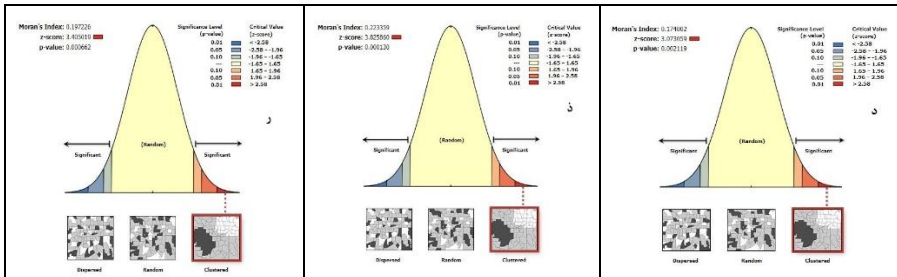 Moran's Index: 0.197226
z-score: 3.405019
p-value: 0.000662
Significance Level
(p-value)
Critical Value
(z-score)
0.01 < -2.58
0.05 -2.58 – -1.96
0.10 -1.96 – -1.65
--- -1.65 – 1.65
0.10 1.65 – 1.96
0.05 1.96 – 2.58
0.01 > 2.58
ر
(Random)
Significant
Significant
Dispersed
Random
Clustered
Moran's Index: 0.223350
z-score: 3.825860
p-value: 0.000130
Significance Level
(p-value)
Critical Value
(z-score)
0.01 < -2.58
0.05 -2.58 – -1.96
0.10 -1.96 – -1.65
--- -1.65 – 1.65
0.10 1.65 – 1.96
0.05 1.96 – 2.58
0.01 > 2.58
ذ
(Random)
Significant
Significant
Dispersed
Random
Clustered
Moran's Index: 0.174002
z-score: 3.073059
p-value: 0.002119
Significance Level
(p-value)
Critical Value
(z-score)
0.01 < -2.58
0.05 -2.58 – -1.96
0.10 -1.96 – -1.65
--- -1.65 – 1.65
0.10 1.65 – 1.96
0.05 1.96 – 2.58
0.01 > 2.58
د
(Random)
Significant
Significant
Dispersed
Random
Clustered